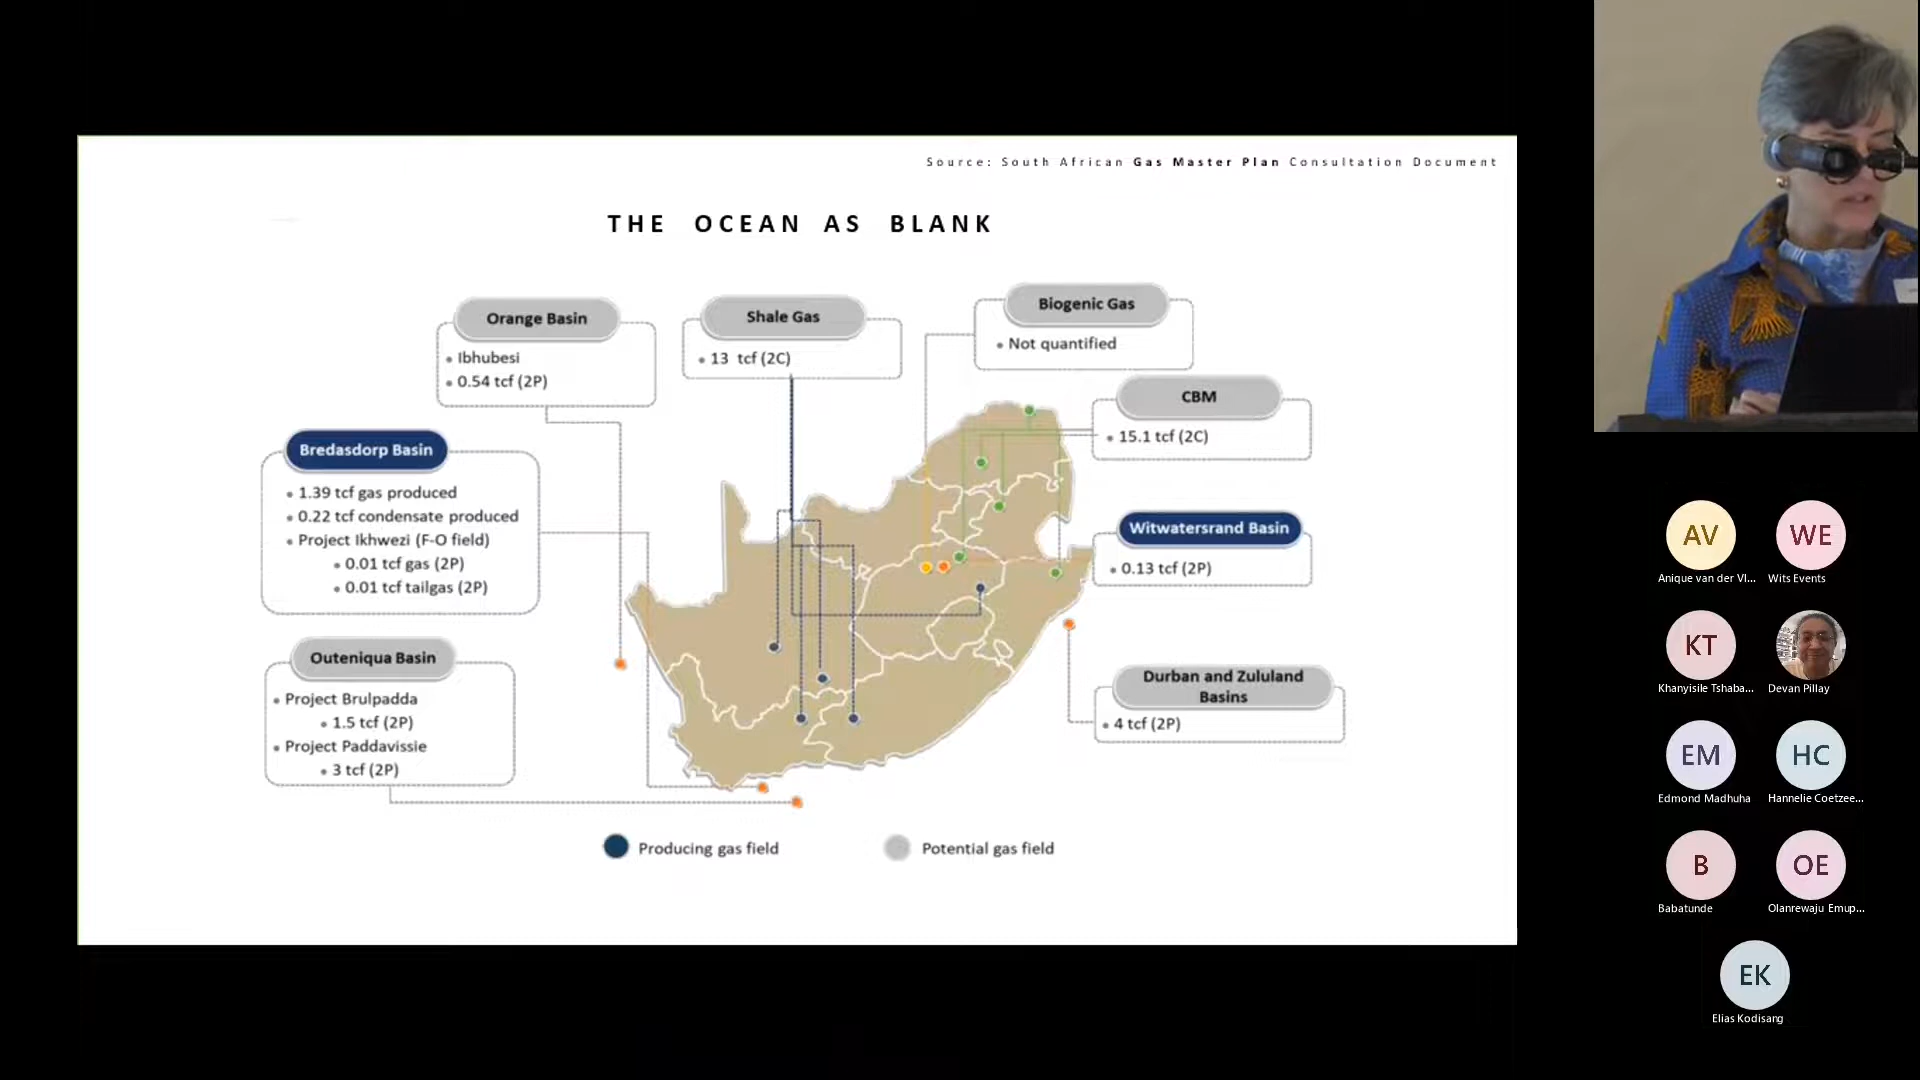 Source: South African Gas Master Plan Consultation Document
THE OCEAN AS BLANK
Orange Basin
• Ibhubesi
• 0.54 tcf (2P)
Shale Gas
• 13 tcf (2C)
Biogenic Gas
• Not quantified
CBM
• 15.1 tcf (2C)
Bredasdorp Basin
• 1.39 tcf gas produced
• 0.22 tcf condensate produced
• Project Ikhwezi (F-O field)
• 0.01 tcf gas (2P)
• 0.01 tcf tailgas (2P)
Witwatersrand Basin
• 0.13 tcf (2P)
Outeniqua Basin
• Project Brulpadda
• 1.5 tcf (2P)
• Project Paddavissie
• 3 tcf (2P)
Durban and Zululand
Basins
• 4 tcf (2P)
Producing gas field
Potential gas field
AV
Anique van der Vl...
WE
Wits Events
KT
Khanyisile Tshaba...
Devan Pillay
EM
Edmond Madhuha
HC
Hannelie Coetzee...
B
Babatunde
OE
Olanrewaju Emup...
EK
Elias Kodisang